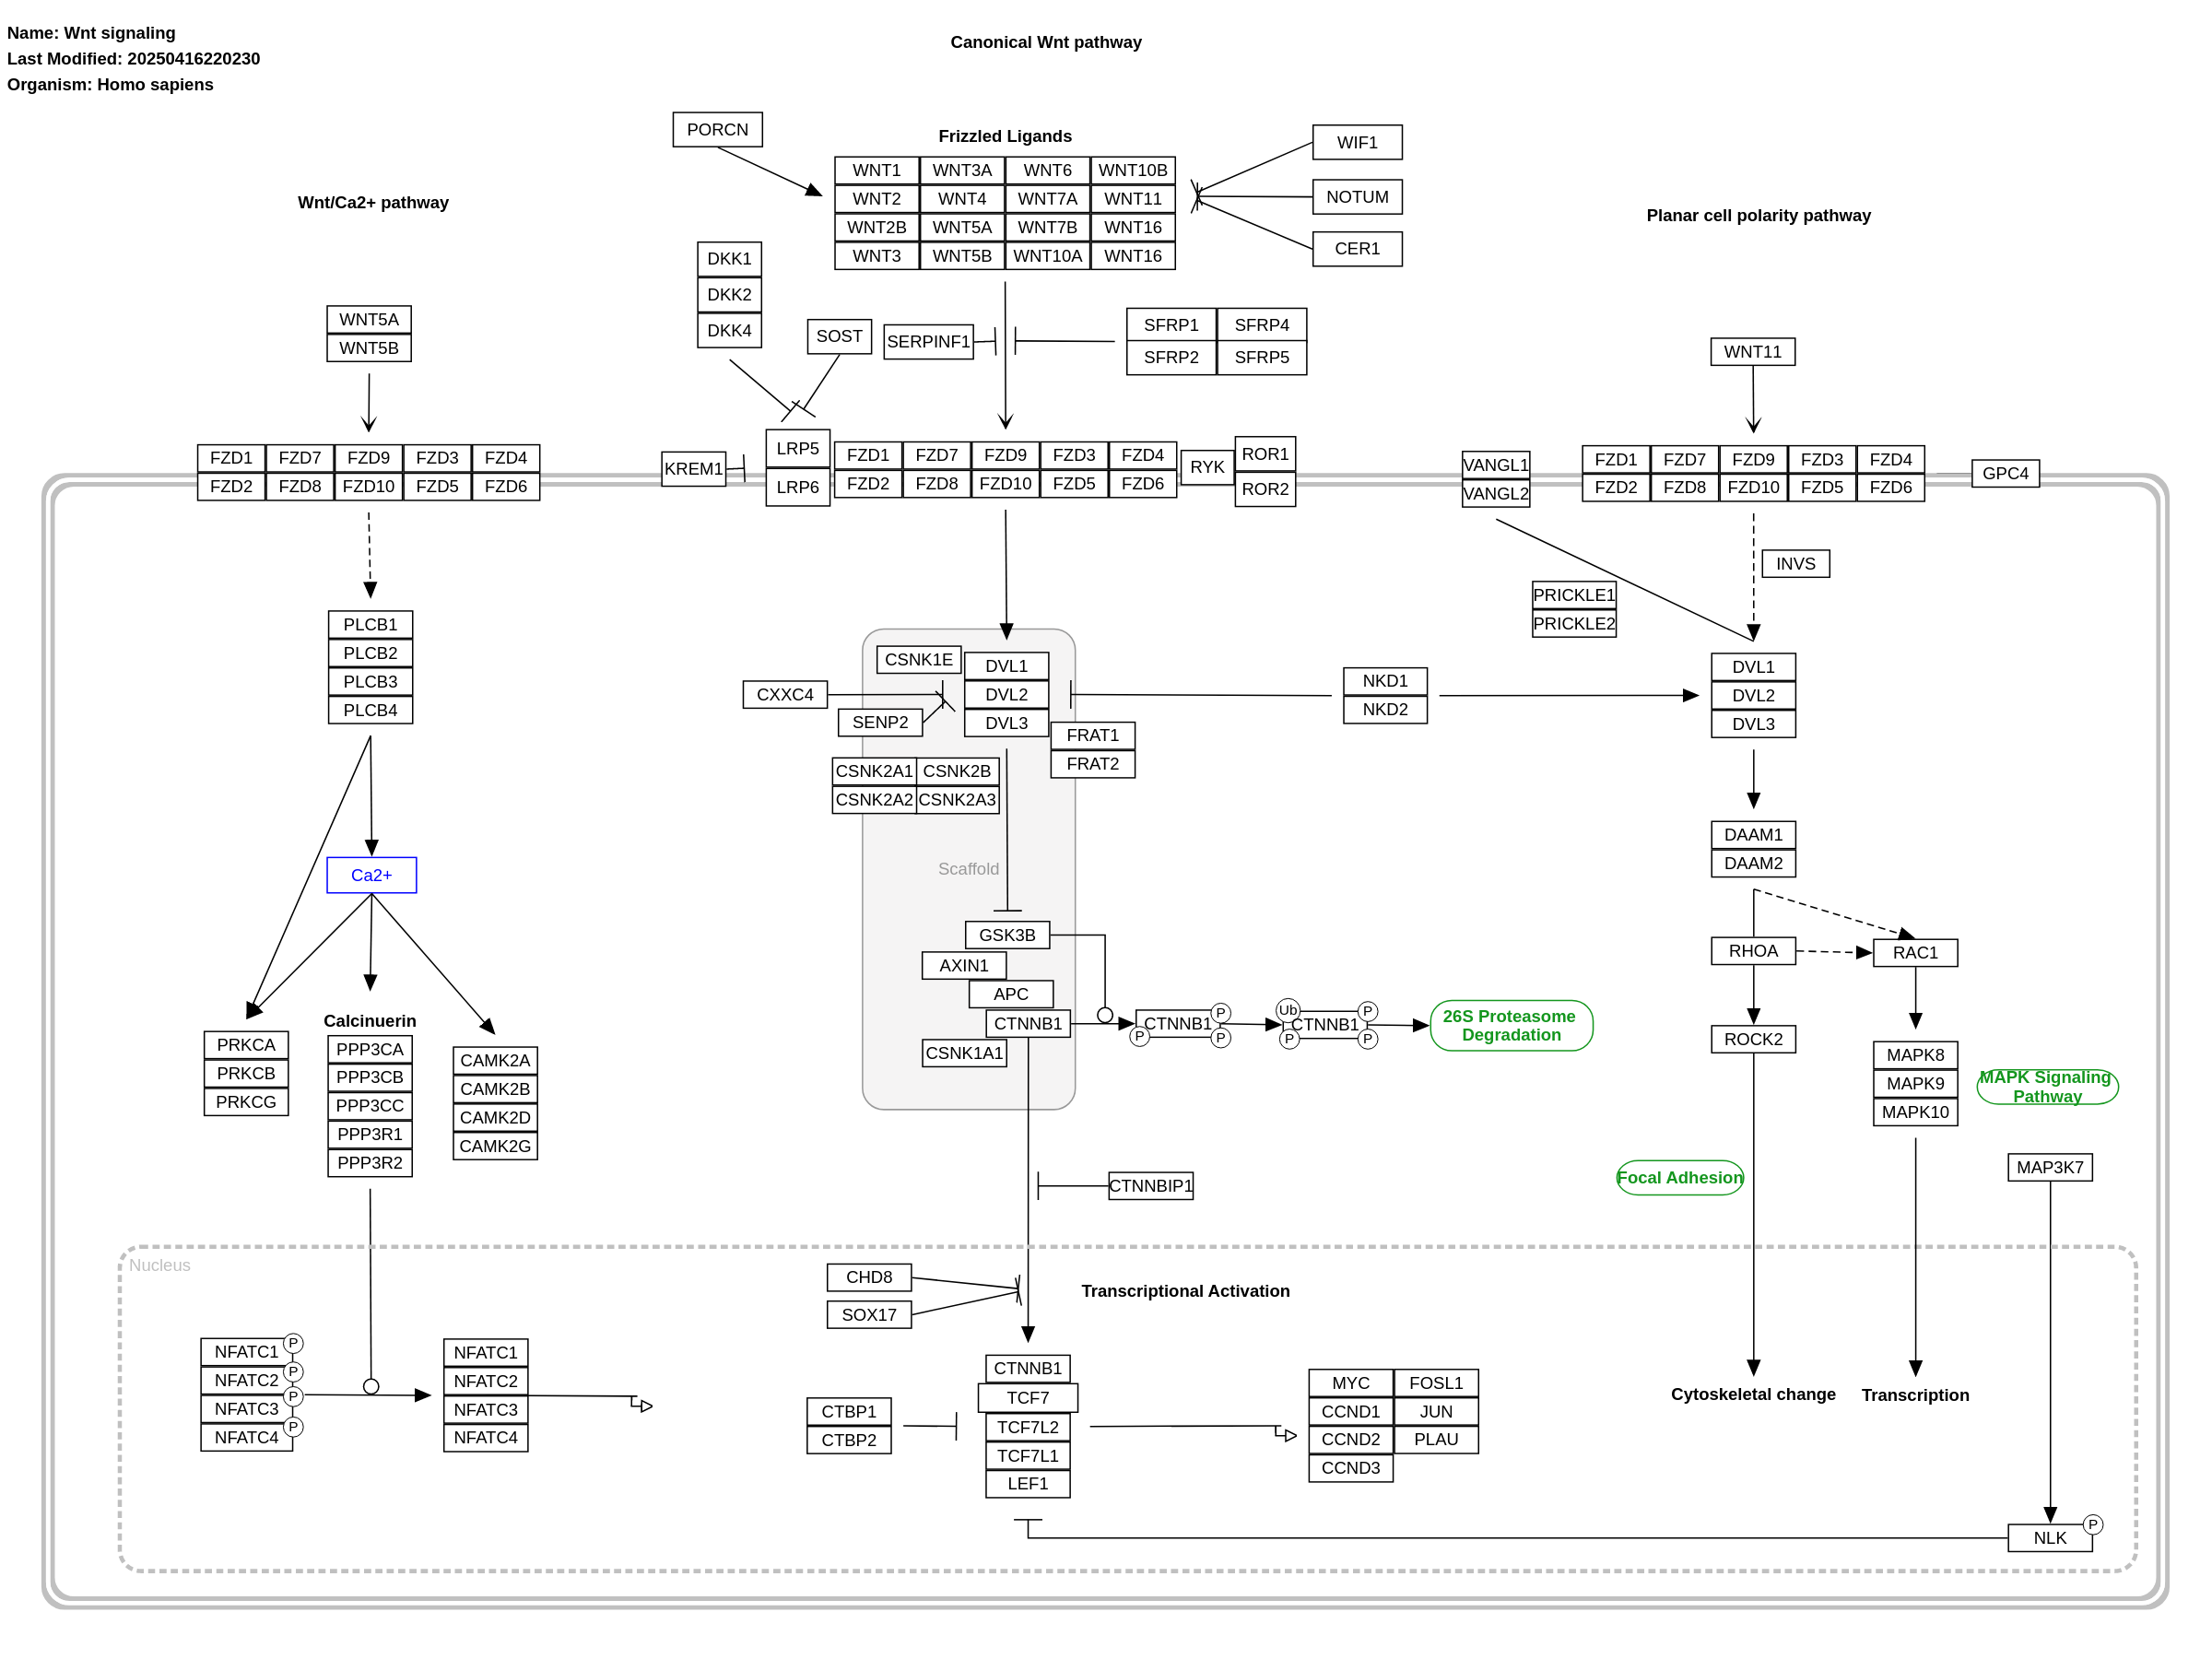 Name: Wnt signaling
Last Modified: 20250416220230
Organism: Homo sapiens
Canonical Wnt pathway
PORCN
Frizzled Ligands
WNT1 WNT3A WNT6 WNT10B
WNT2 WNT4 WNT7A WNT11
WNT2B WNT5A WNT7B WNT16
WNT3 WNT5B WNT10A WNT16
WIF1
NOTUM
CER1
Wnt/Ca2+ pathway
Planar cell polarity pathway
DKK1
DKK2
DKK4
SOST
SERPINF1
SFRP1 SFRP4
SFRP2 SFRP5
WNT5A
WNT5B
WNT11
FZD1 FZD7 FZD9 FZD3 FZD4
FZD2 FZD8 FZD10 FZD5 FZD6
KREM1
LRP5
LRP6
FZD1 FZD7 FZD9 FZD3 FZD4
FZD2 FZD8 FZD10 FZD5 FZD6
RYK
ROR1
ROR2
VANGL1
VANGL2
FZD1 FZD7 FZD9 FZD3 FZD4
FZD2 FZD8 FZD10 FZD5 FZD6
GPC4
INVS
PRICKLE1
PRICKLE2
PLCB1
PLCB2
PLCB3
PLCB4
CSNK1E
DVL1
DVL2
DVL3
CXXC4
SENP2
FRAT1
FRAT2
CSNK2A1 CSNK2B
CSNK2A2 CSNK2A3
NKD1
NKD2
DVL1
DVL2
DVL3
DAAM1
DAAM2
Ca2+
Scaffold
GSK3B
AXIN1
APC
CTNNB1
CSNK1A1
CTNNB1
P
P
P
CTNNB1
Ub
P
P
P
26S Proteasome
Degradation
RHOA
RAC1
ROCK2
MAPK8
MAPK9
MAPK10
MAPK Signaling
Pathway
Calcinuerin
PRKCA
PRKCB
PRKCG
PPP3CA
PPP3CB
PPP3CC
PPP3R1
PPP3R2
CAMK2A
CAMK2B
CAMK2D
CAMK2G
CTNNBIP1
Focal Adhesion
MAP3K7
Nucleus
CHD8
SOX17
Transcriptional Activation
NFATC1 P
NFATC2 P
NFATC3 P
NFATC4 P
NFATC1
NFATC2
NFATC3
NFATC4
CTBP1
CTBP2
CTNNB1
TCF7
TCF7L2
TCF7L1
LEF1
MYC FOSL1
CCND1 JUN
CCND2 PLAU
CCND3
Cytoskeletal change
Transcription
NLK
P